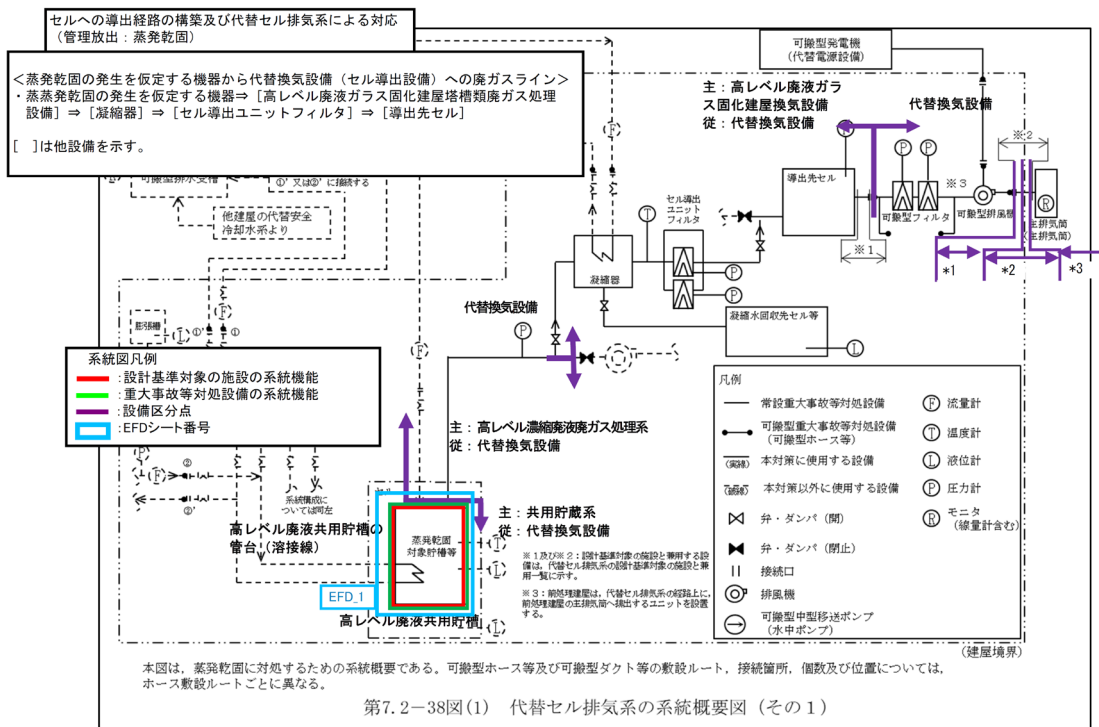 セルへの導出経路の構築及び代替セル排気系による対応
（管理放出：蒸発乾固）
＜蒸発乾固の発生を仮定する機器から代替換気設備（セル導出設備）への廃ガスライン＞
・蒸蒸発乾固の発生を仮定する機器⇒［高レベル廃液ガラス固化建屋塔槽類廃ガス処理
設備］⇒［凝縮器］⇒［セル導出ユニットフィルタ］⇒［導出先セル］
［　］は他設備を示す。
可搬型発電機
（代替電源設備）
主：高レベル廃液ガラ
ス固化建屋換気設備
従：代替換気設備
代替換気設備
※２
F
P
P
P
導出先セル
※３
可搬型フィルタ
可搬型排風機
R
主排気筒
（主排気筒）
※１
*1
*2
*3
可搬型排水受槽
①’又は②’に接続する
他建屋の代替安全
冷却水系より
セル導出
ユニット
フィルタ
T
凝縮器
P
P
代替換気設備
P
凝縮水回収先セル等
L
膨張槽
L
①’
①
F
F
系統図凡例
：設計基準対象の施設の系統機能
：重大事故等対処設備の系統機能
：設備区分点
：EFDシート番号
P
F
②
②’
系統構成に
ついては同左
主：高レベル濃縮廃液廃ガス処理系
従：代替換気設備
高レベル廃液共用貯槽の
管台（溶接線）
セル
蒸発乾固
対象貯槽等
T
L
L
主：共用貯蔵系
従：代替換気設備
EFD_1
高レベル廃液共用貯槽
※１及び※２：設計基準対象の施設と兼用する設
備は，代替セル排気系の設計基準対象の施設と兼
用一覧に示す。
※３：前処理建屋は，代替セル排気系の経路上に，
前処理建屋の主排気筒へ排出するユニットを設置
する。
凡例
常設重大事故等対処設備
可搬型重大事故等対処設備
（可搬型ホース等）
（実線）
本対策に使用する設備
（破線）
本対策以外に使用する設備
弁・ダンパ（開）
弁・ダンパ（閉止）
接続口
排風機
可搬型中型移送ポンプ
（水中ポンプ）
F 流量計
T 温度計
L 液位計
P 圧力計
R モニタ
（線量計含む）
（建屋境界）
本図は，蒸発乾固に対処するための系統概要である。可搬型ホース等及び可搬型ダクト等の敷設ルート，接続箇所，個数及び位置については，
ホース敷設ルートごとに異なる。
第7.2－38図(1)　代替セル排気系の系統概要図（その１）